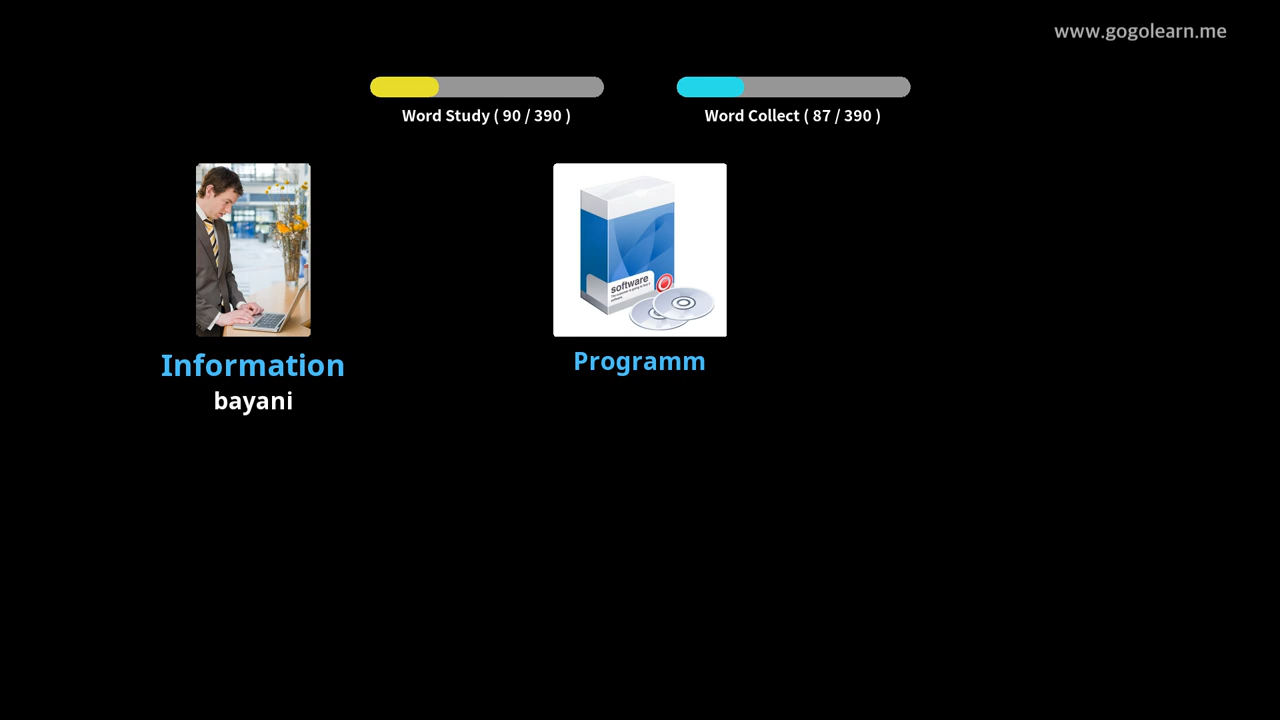 www.gogolearn.me
Word Study ( 90 / 390 )
Word Collect ( 87 / 390 )
software
Information
Programm
bayani